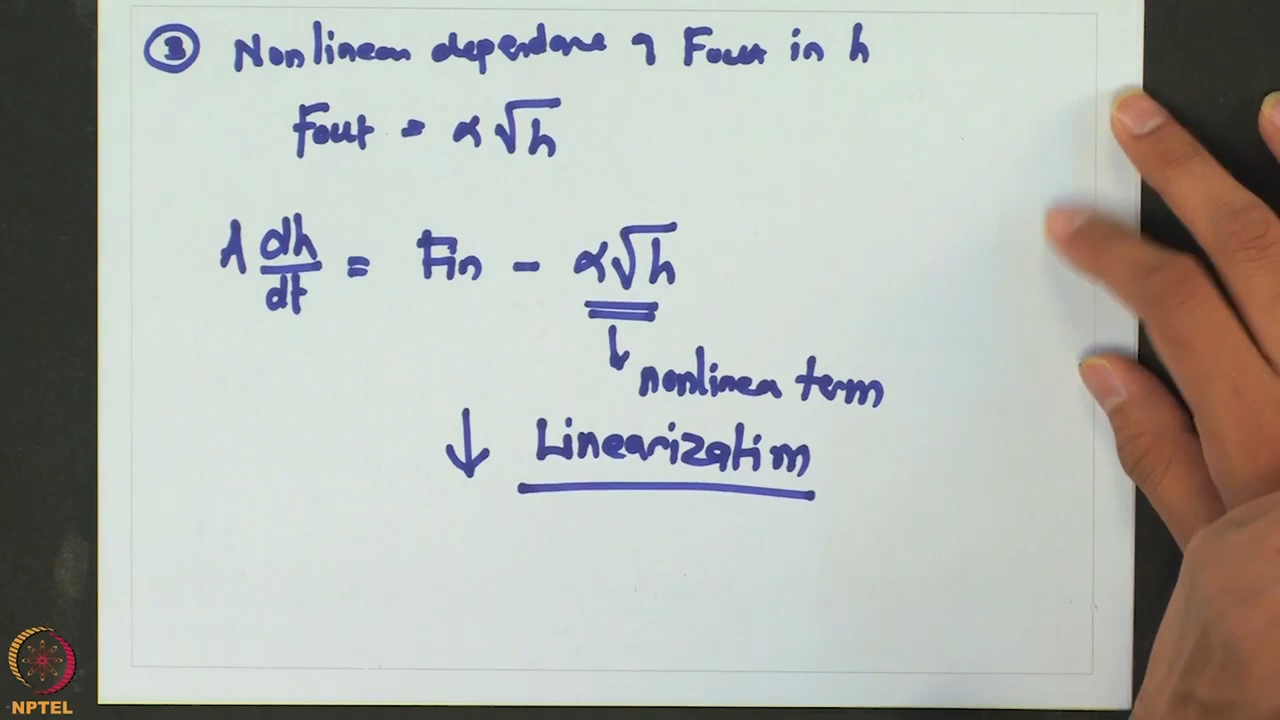 ③ Nonlinear dependence of Fout in h
Fout = α√h
A dh/dt = Fin - α√h
↓ nonlinear term
↓ Linearization
NPTEL